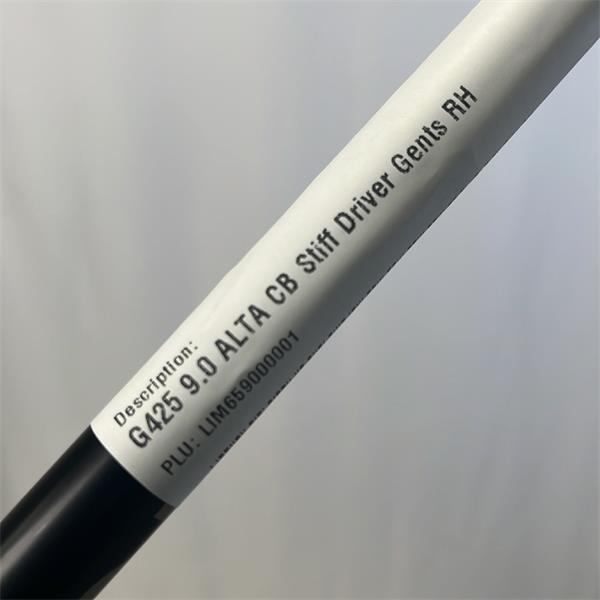 Description:
G425 9.0 ALTA CB Stiff Driver Gents RH
PLU: LIM659000001